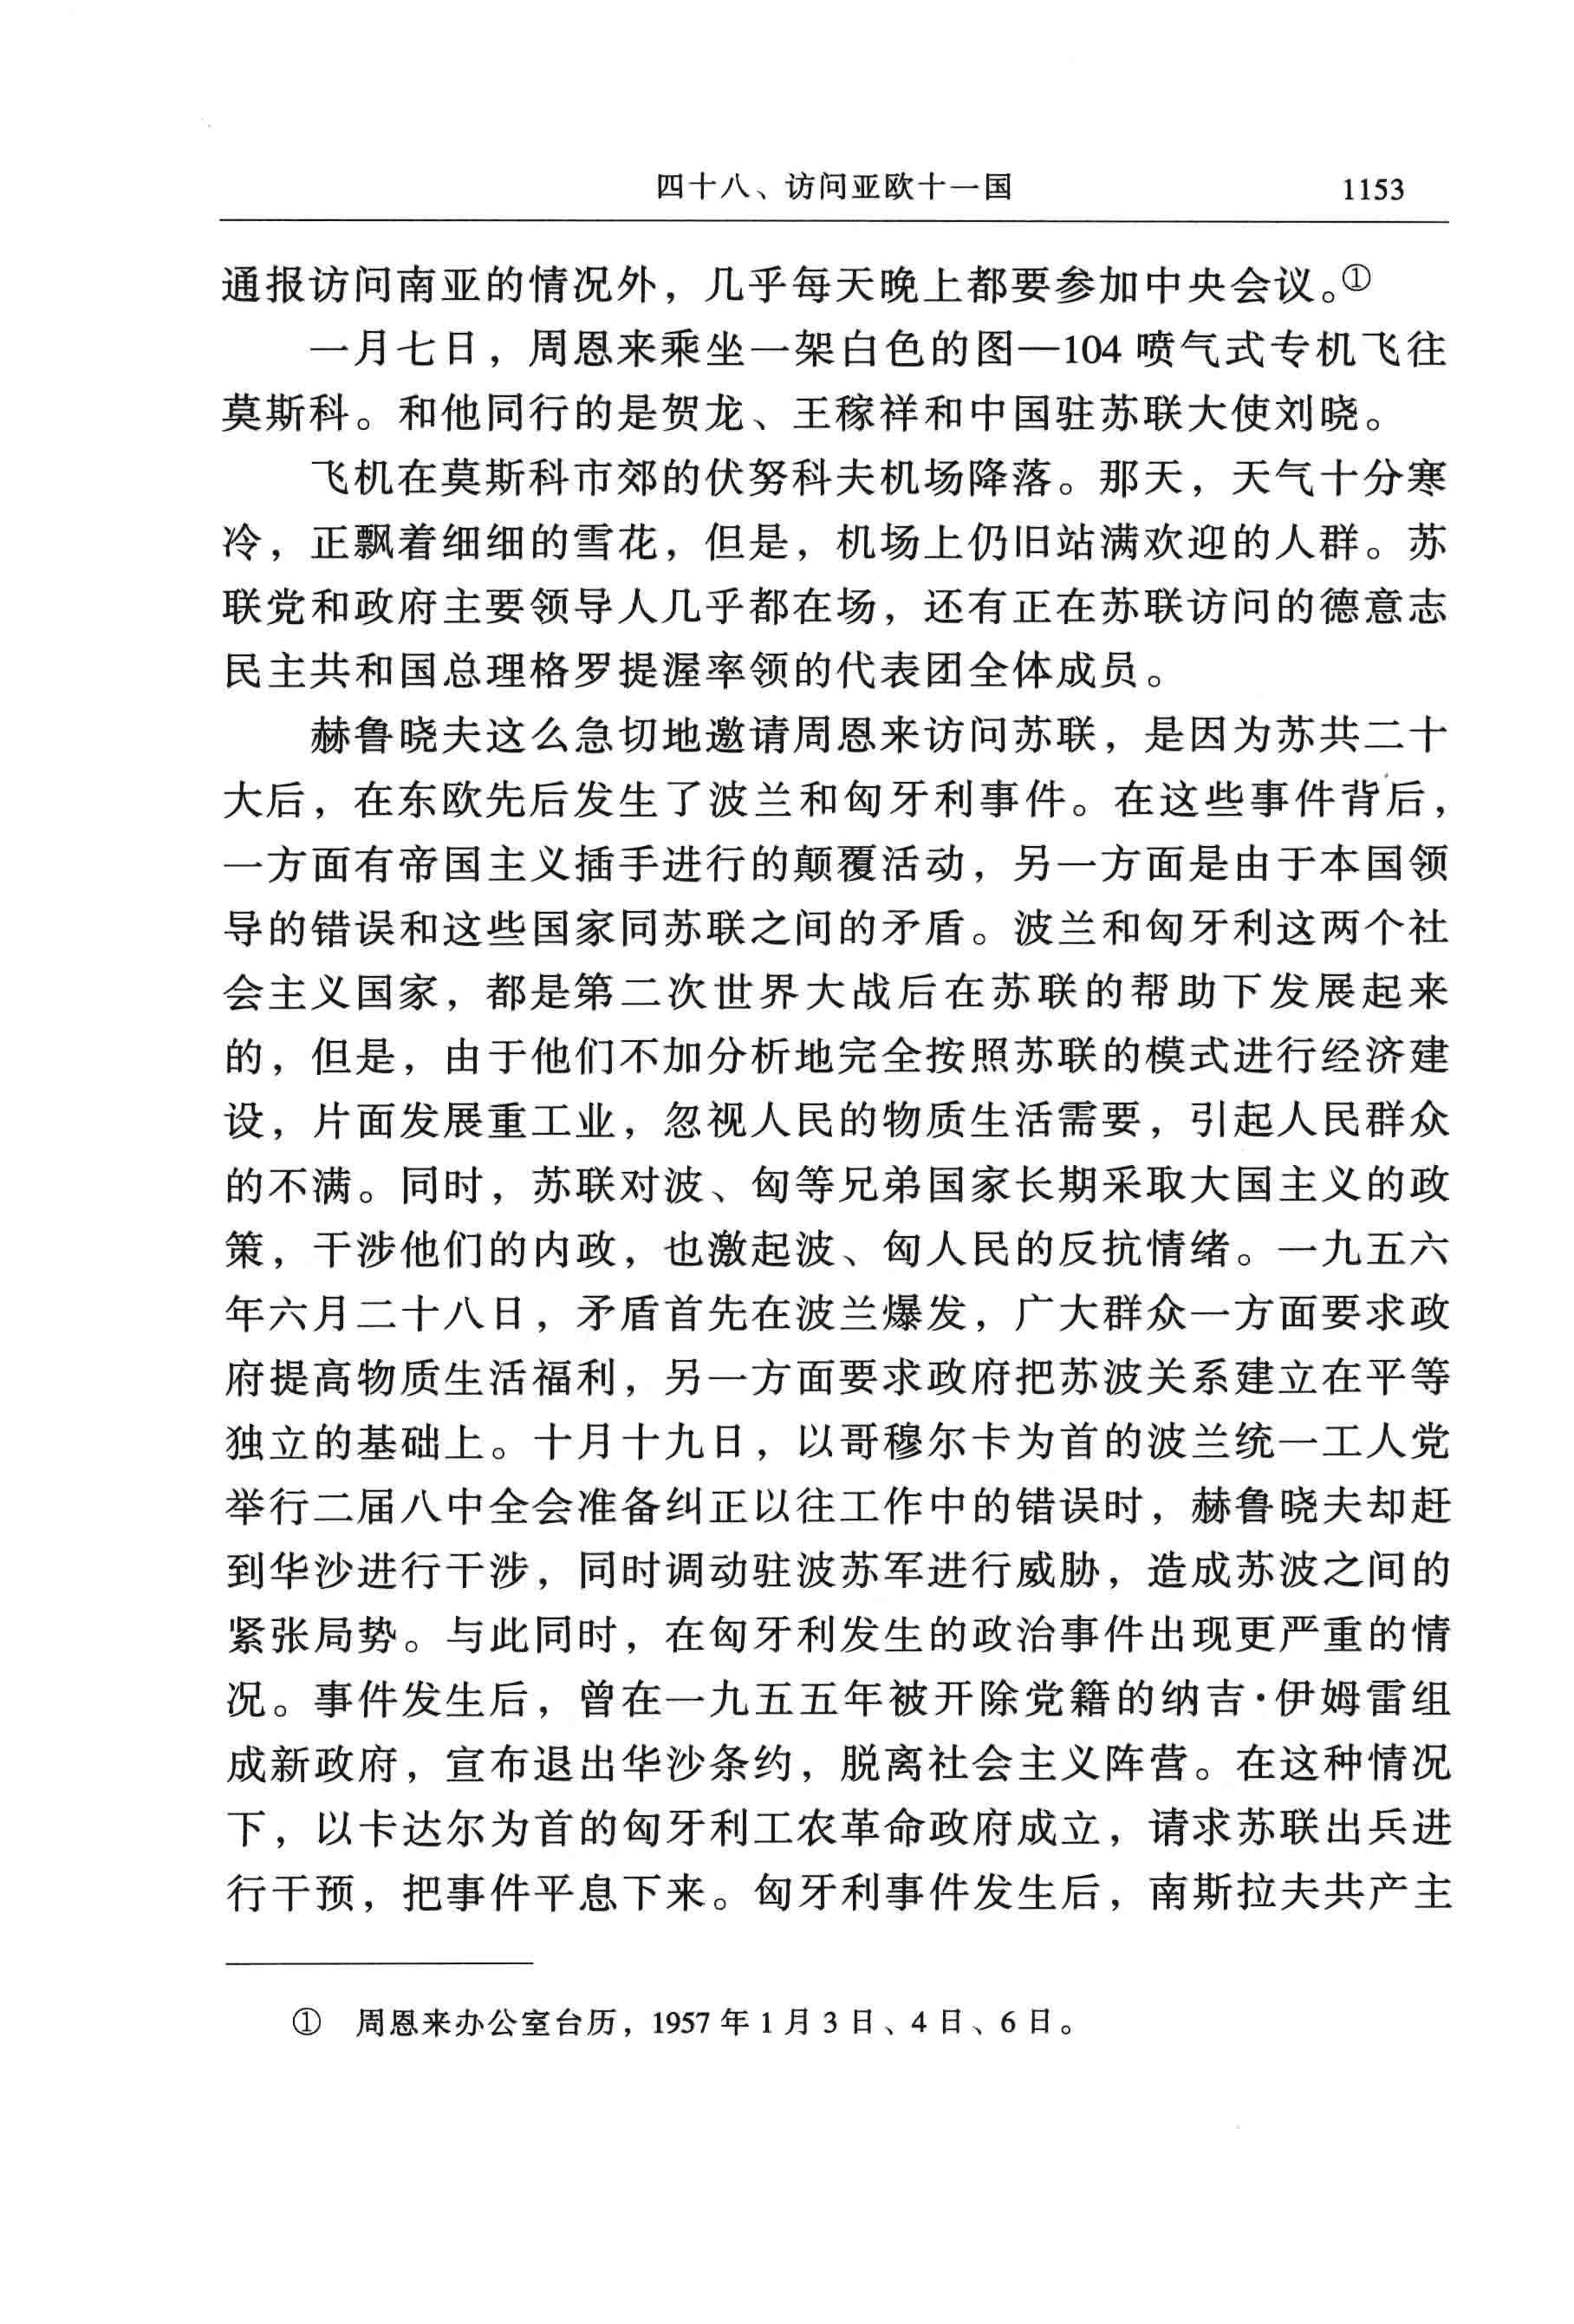 四十八、访问亚欧十一国 1153
通报访问南亚的情况外，几乎每天晚上都要参加中央会议。①
一月七日，周恩来乘坐一架白色的图—104 喷气式专机飞往
莫斯科。和他同行的是贺龙、王稼祥和中国驻苏联大使刘晓。
飞机在莫斯科市郊的伏努科夫机场降落。那天，天气十分寒
冷，正飘着细细的雪花，但是，机场上仍旧站满欢迎的人群。苏
联党和政府主要领导人几乎都在场，还有正在苏联访问的德意志
民主共和国总理格罗提渥率领的代表团全体成员。
赫鲁晓夫这么急切地邀请周恩来访问苏联，是因为苏共二十
大后，在东欧先后发生了波兰和匈牙利事件。在这些事件背后，
一方面有帝国主义插手进行的颠覆活动，另一方面是由于本国领
导的错误和这些国家同苏联之间的矛盾。波兰和匈牙利这两个社
会主义国家，都是第二次世界大战后在苏联的帮助下发展起来
的，但是，由于他们不加分析地完全按照苏联的模式进行经济建
设，片面发展重工业，忽视人民的物质生活需要，引起人民群众
的不满。同时，苏联对波、匈等兄弟国家长期采取大国主义的政
策，干涉他们的内政，也激起波、匈人民的反抗情绪。一九五六
年六月二十八日，矛盾首先在波兰爆发，广大群众一方面要求政
府提高物质生活福利，另一方面要求政府把苏波关系建立在平等
独立的基础上。十月十九日，以哥穆尔卡为首的波兰统一工人党
举行二届八中全会准备纠正以往工作中的错误时，赫鲁晓夫却赶
到华沙进行干涉，同时调动驻波苏军进行威胁，造成苏波之间的
紧张局势。与此同时，在匈牙利发生的政治事件出现更严重的情
况。事件发生后，曾在一九五五年被开除党籍的纳吉·伊姆雷组
成新政府，宣布退出华沙条约，脱离社会主义阵营。在这种情况
下，以卡达尔为首的匈牙利工农革命政府成立，请求苏联出兵进
行干预，把事件平息下来。匈牙利事件发生后，南斯拉夫共产主
① 周恩来办公室台历，1957 年 1 月 3 日、4 日、6 日。